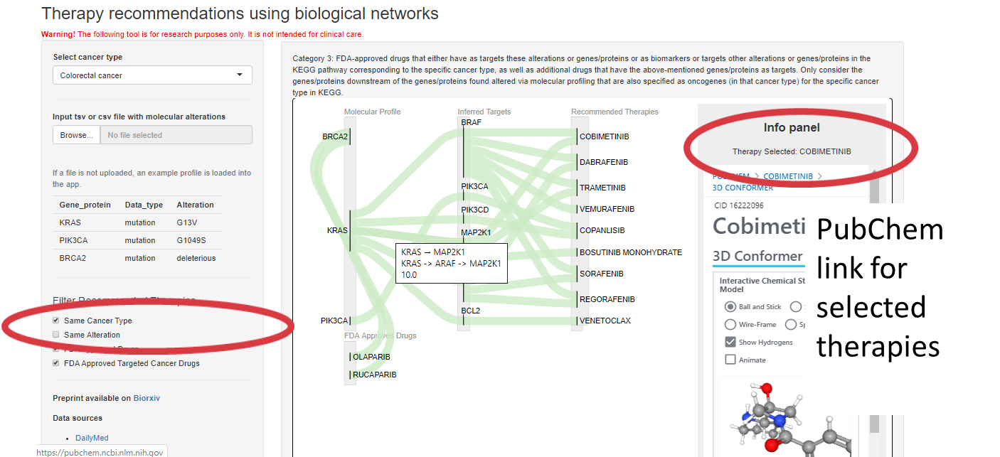 Therapy recommendations using biological networks
Warning! The following tool is for research purposes only. It is not intended for clinical care.
Select cancer type
Colorectal cancer
Input tsv or csv file with molecular alterations
Browse...
No file selected
If a file is not uploaded, an example profile is loaded into
the app.
Gene_protein Data_type Alteration
KRAS mutation G13V
PIK3CA mutation G1049S
BRCA2 mutation deleterious
Filter Recommended Therapies
Same Cancer Type
Same Alteration
FDA Approved Drugs
FDA Approved Targeted Cancer Drugs
Preprint available on Biorxiv
Data sources
DailyMed
https://pubchem.ncbi.nlm.nih.gov
Category 3: FDA-approved drugs that either have as targets these alterations or genes/proteins or as biomarkers or targets other alterations or genes/proteins in the
KEGG pathway corresponding to the specific cancer type, as well as additional drugs that have the above-mentioned genes/proteins as targets. Only consider the
genes/proteins downstream of the genes/proteins found altered via molecular profiling that are also specified as oncogenes (in that cancer type) for the specific cancer
type in KEGG.
Molecular Profile
BRCA2
KRAS
PIK3CA
FDA Approved Drugs
OLAPARIB
RUCAPARIB
Inferred Targets
BRAF
PIK3CA
PIK3CD
MAP2K1
KRAS → MAP2K1
KRAS -> ARAF -> MAP2K1
10.0
BCL2
Recommended Therapies
COBIMETINIB
DABRAFENIB
TRAMETINIB
VEMURAFENIB
COPANLISIB
BOSUTINIB MONOHYDRATE
SORAFENIB
REGORAFENIB
VENETOCLAX
Info panel
Therapy Selected: COBIMETINIB
PUBCHEM > COBIMETINIB >
3D CONFORMER
CID 16222096
Cobimeti
3D Conformer
Interactive Chemical St
Model
Ball and Stick
Wire-Frame
Show Hydrogens
Animate
PubChem
link for
selected
therapies